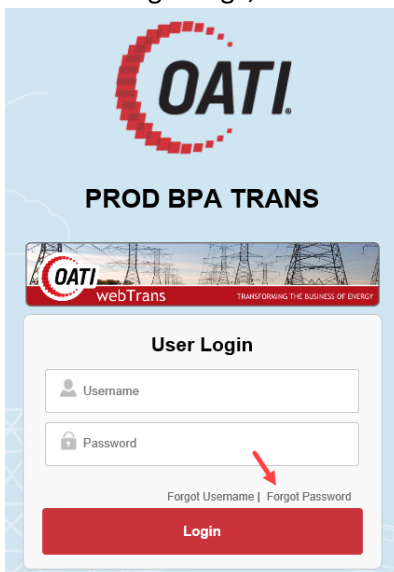 OATI®
PROD BPA TRANS
OATI
webTrans
TRANSFORMING THE BUSINESS OF ENERGY
User Login
Username
Password
Forgot Username | Forgot Password
Login